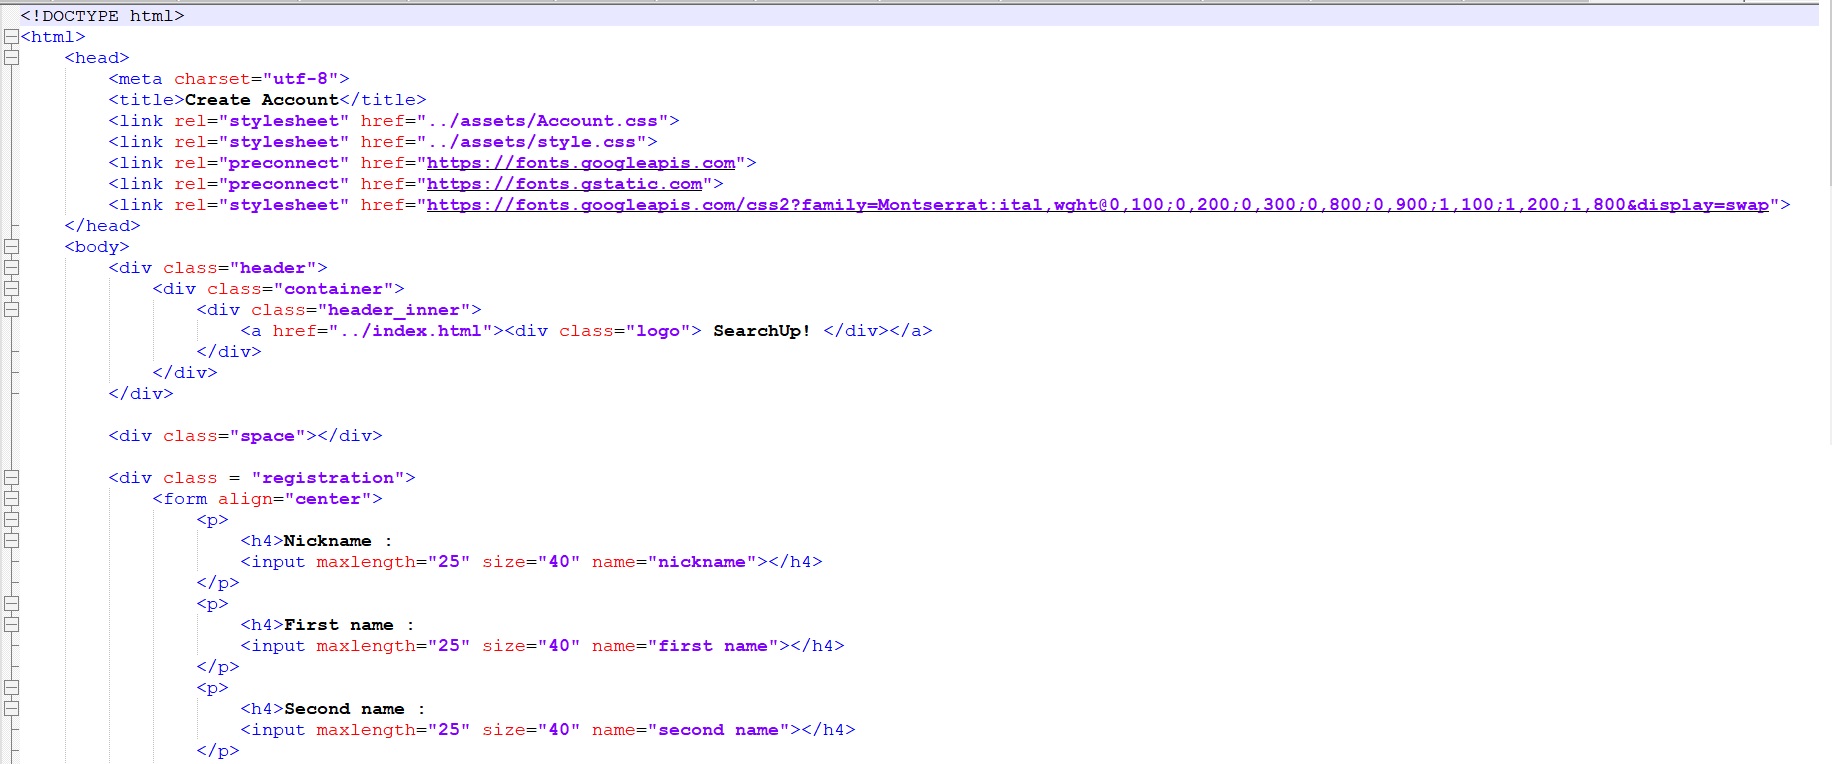 <!DOCTYPE html>
<html>
<head>
<meta charset="utf-8">
<title>Create Account</title>
<link rel="stylesheet" href="../assets/Account.css">
<link rel="stylesheet" href="../assets/style.css">
<link rel="preconnect" href="https://fonts.googleapis.com">
<link rel="preconnect" href="https://fonts.gstatic.com">
<link rel="stylesheet" href="https://fonts.googleapis.com/css2?family=Montserrat:ital,wght@0,100;0,200;0,300;0,800;0,900;1,100;1,200;1,800&display=swap">
</head>
<body>
<div class="header">
<div class="container">
<div class="header_inner">
<a href="../index.html"><div class="logo"> SearchUp! </div></a>
</div>
</div>
</div>
<div class="space"></div>
<div class = "registration">
<form align="center">
<p>
<h4>Nickname :
<input maxlength="25" size="40" name="nickname"></h4>
</p>
<p>
<h4>First name :
<input maxlength="25" size="40" name="first name"></h4>
</p>
<p>
<h4>Second name :
<input maxlength="25" size="40" name="second name"></h4>
</p>